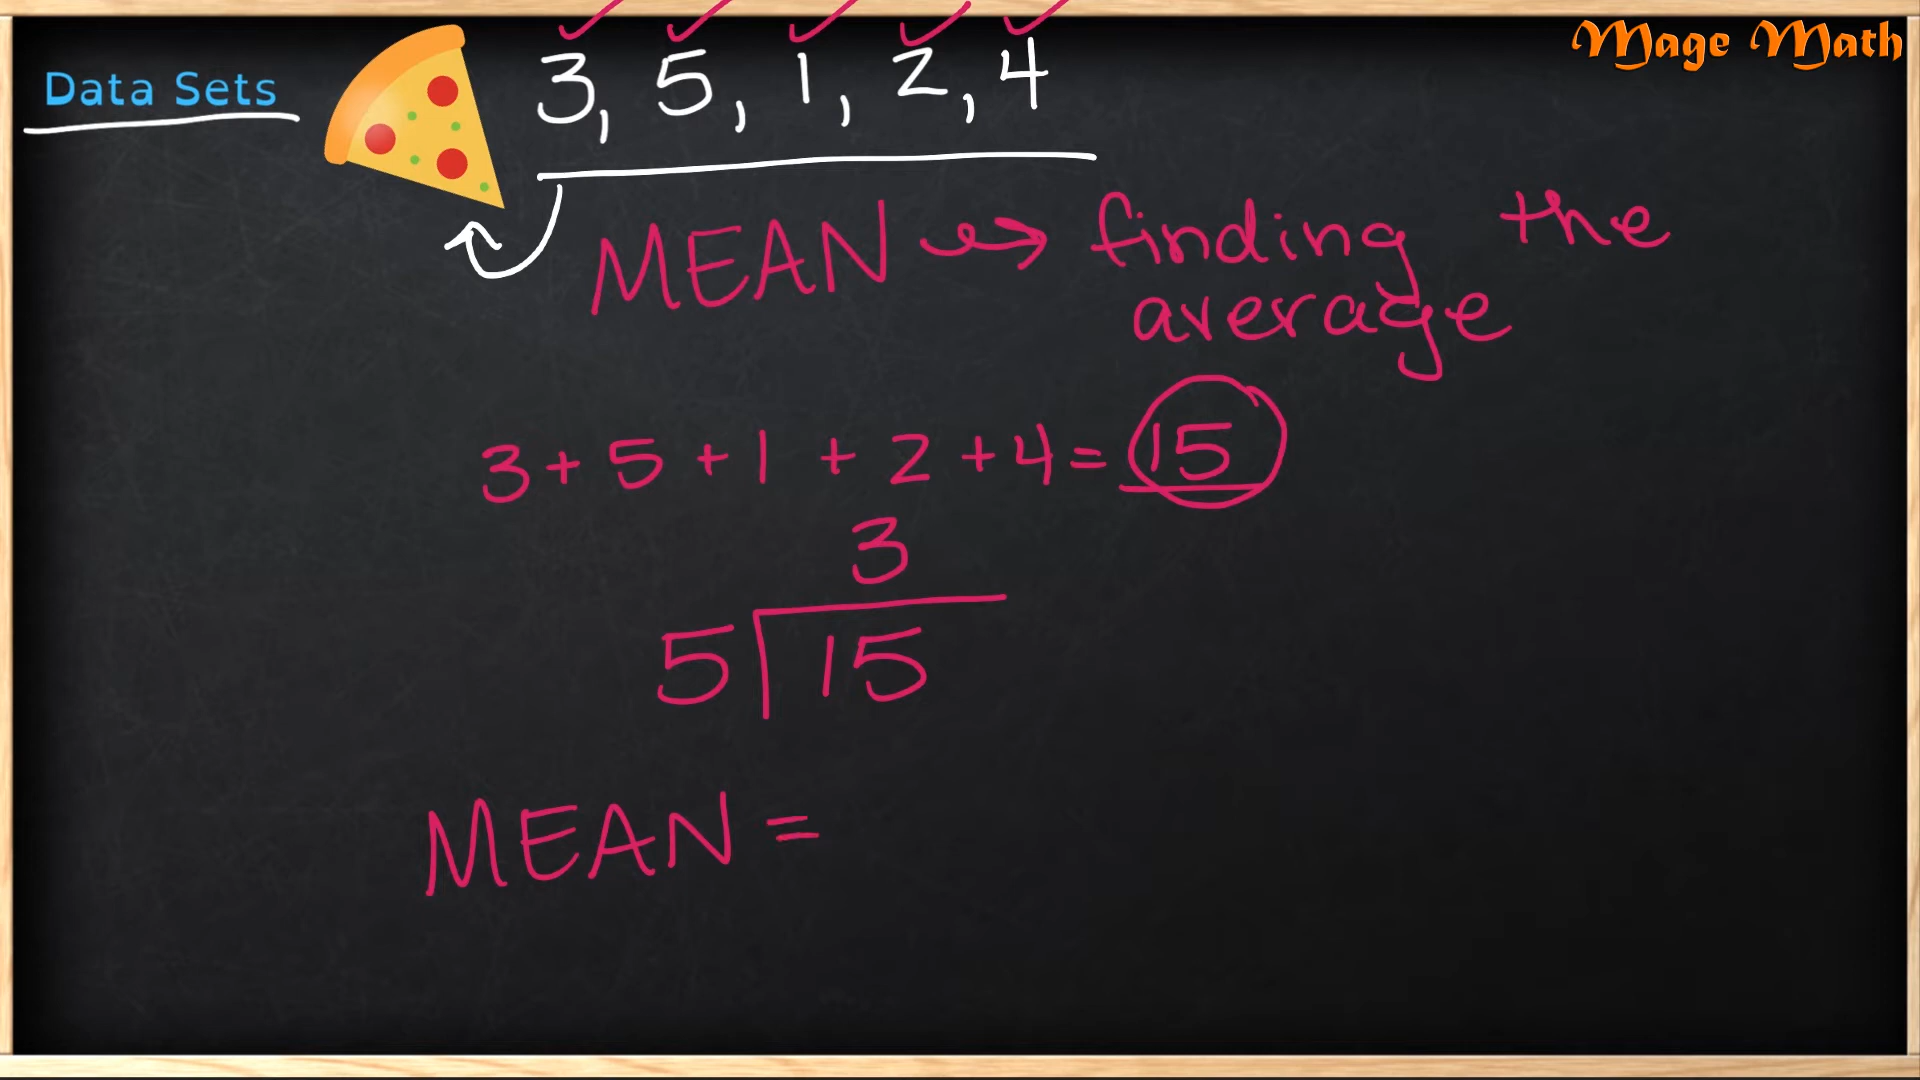 Mage Math
Data Sets
3, 5, 1, 2, 4
MEAN → finding the
average
3 + 5 + 1 + 2 + 4 = 15
3
5 15
MEAN =